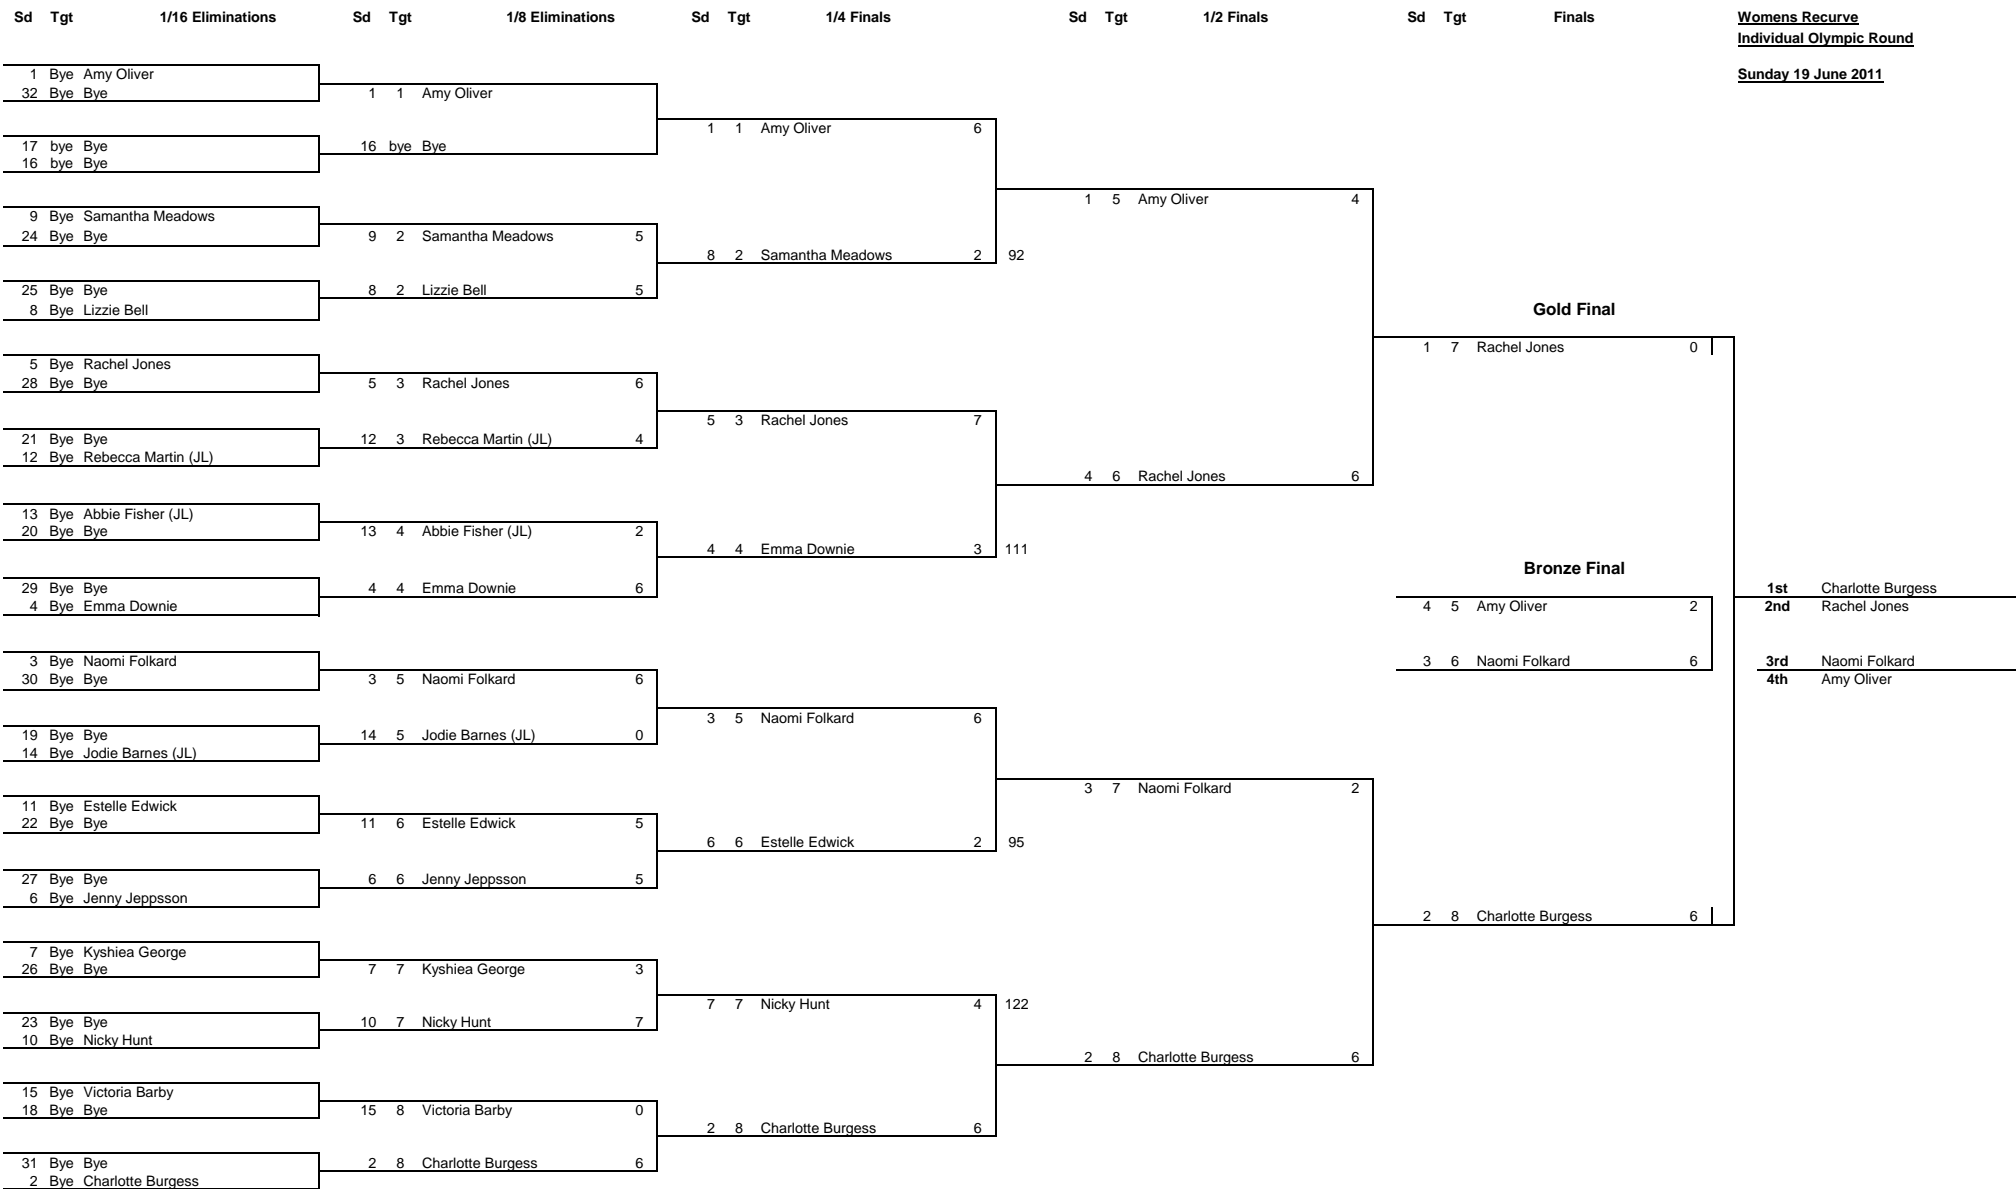 Sd Tgt 1/16 Eliminations Sd Tgt 1/8 Eliminations Sd Tgt 1/4 Finals Sd Tgt 1/2 Finals Sd Tgt Finals Womens Recurve
Individual Olympic Round
Sunday 19 June 2011
1 Bye Amy Oliver
32 Bye Bye
17 bye Bye
16 bye Bye
9 Bye Samantha Meadows
24 Bye Bye
25 Bye Bye
8 Bye Lizzie Bell
5 Bye Rachel Jones
28 Bye Bye
21 Bye Bye
12 Bye Rebecca Martin (JL)
13 Bye Abbie Fisher (JL)
20 Bye Bye
29 Bye Bye
4 Bye Emma Downie
3 Bye Naomi Folkard
30 Bye Bye
19 Bye Bye
14 Bye Jodie Barnes (JL)
11 Bye Estelle Edwick
22 Bye Bye
27 Bye Bye
6 Bye Jenny Jeppsson
7 Bye Kyshiea George
26 Bye Bye
23 Bye Bye
10 Bye Nicky Hunt
15 Bye Victoria Barby
18 Bye Bye
31 Bye Bye
2 Bye Charlotte Burgess
1 1 Amy Oliver
16 bye Bye
9 2 Samantha Meadows 5
8 2 Lizzie Bell 5
5 3 Rachel Jones 6
12 3 Rebecca Martin (JL) 4
13 4 Abbie Fisher (JL) 2
4 4 Emma Downie 6
3 5 Naomi Folkard 6
14 5 Jodie Barnes (JL) 0
11 6 Estelle Edwick 5
6 6 Jenny Jeppsson 5
7 7 Kyshiea George 3
10 7 Nicky Hunt 7
15 8 Victoria Barby 0
2 8 Charlotte Burgess 6
1 1 Amy Oliver 6
8 2 Samantha Meadows 2 92
5 3 Rachel Jones 7
4 4 Emma Downie 3 111
3 5 Naomi Folkard 6
6 6 Estelle Edwick 2 95
7 7 Nicky Hunt 4 122
2 8 Charlotte Burgess 6
1 5 Amy Oliver 4
4 6 Rachel Jones 6
3 7 Naomi Folkard 2
2 8 Charlotte Burgess 6
Gold Final
1 7 Rachel Jones 0
Bronze Final
4 5 Amy Oliver 2
3 6 Naomi Folkard 6
2 8 Charlotte Burgess 6
1st Charlotte Burgess
2nd Rachel Jones
3rd Naomi Folkard
4th Amy Oliver